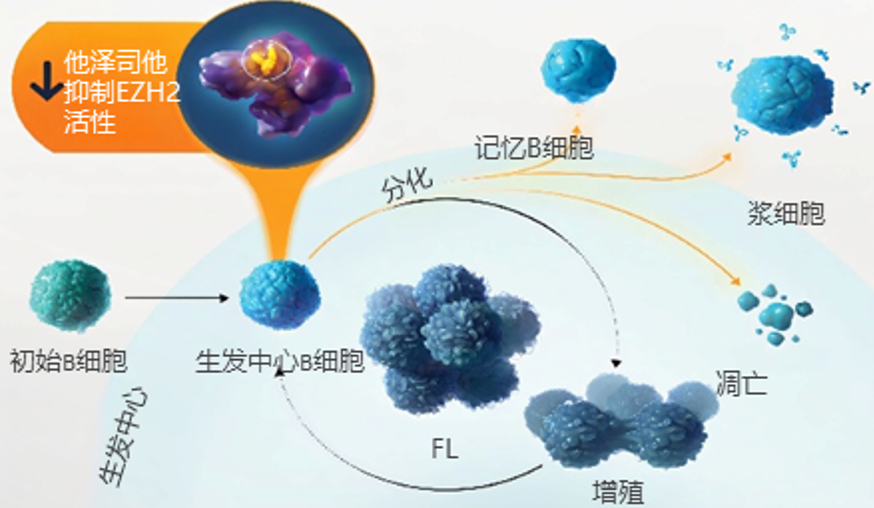 他泽司他
抑制EZH2
活性
记忆B细胞
分化
浆细胞
初始B细胞
生发中心B细胞
凋亡
生发中心
FL
增殖